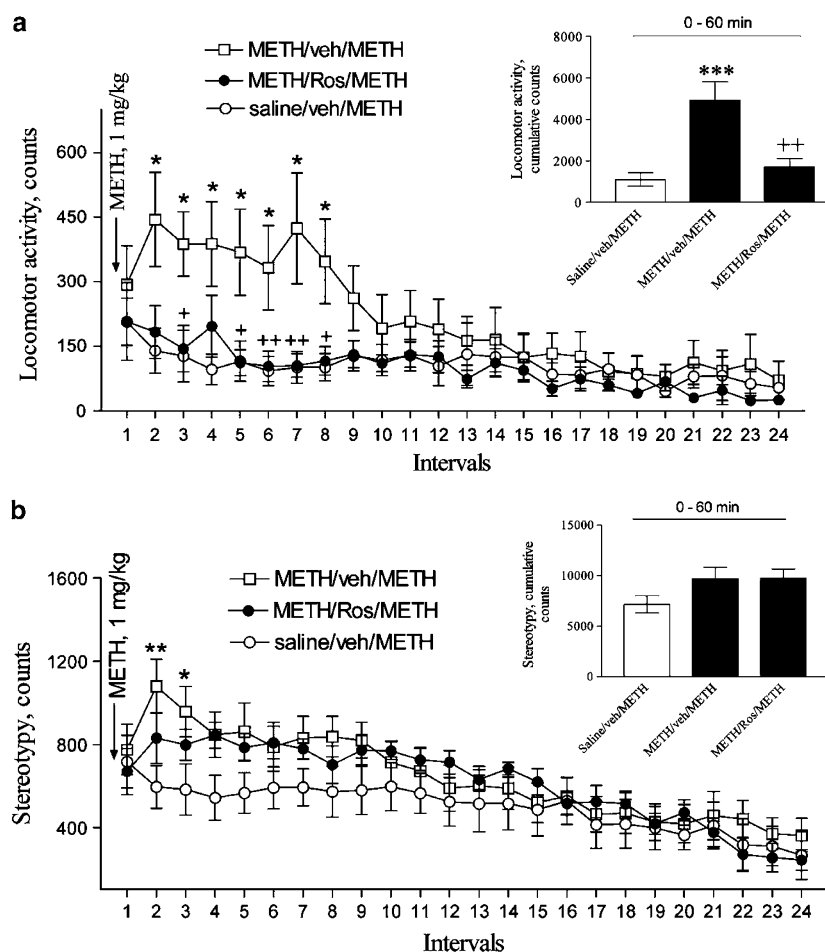 a
METH/veh/METH
METH/Ros/METH
saline/veh/METH
METH, 1 mg/kg
Locomotor activity, counts
600
450
300
150
0
* * * * * * * *
+ + ++ ++ +
1 2 3 4 5 6 7 8 9 10 11 12 13 14 15 16 17 18 19 20 21 22 23 24
Intervals
0 - 60 min
Locomotor activity,
cumulative counts
8000
6000
4000
2000
0
***
++
Saline/veh/METH
METH/veh/METH
METH/Ros/METH
b
METH/veh/METH
METH/Ros/METH
saline/veh/METH
METH, 1 mg/kg
Stereotypy, counts
1600
1200
800
400
** *
1 2 3 4 5 6 7 8 9 10 11 12 13 14 15 16 17 18 19 20 21 22 23 24
Intervals
0 - 60 min
Stereotypy, cumulative
counts
15000
10000
5000
0
Saline/veh/METH
METH/veh/METH
METH/Ros/METH